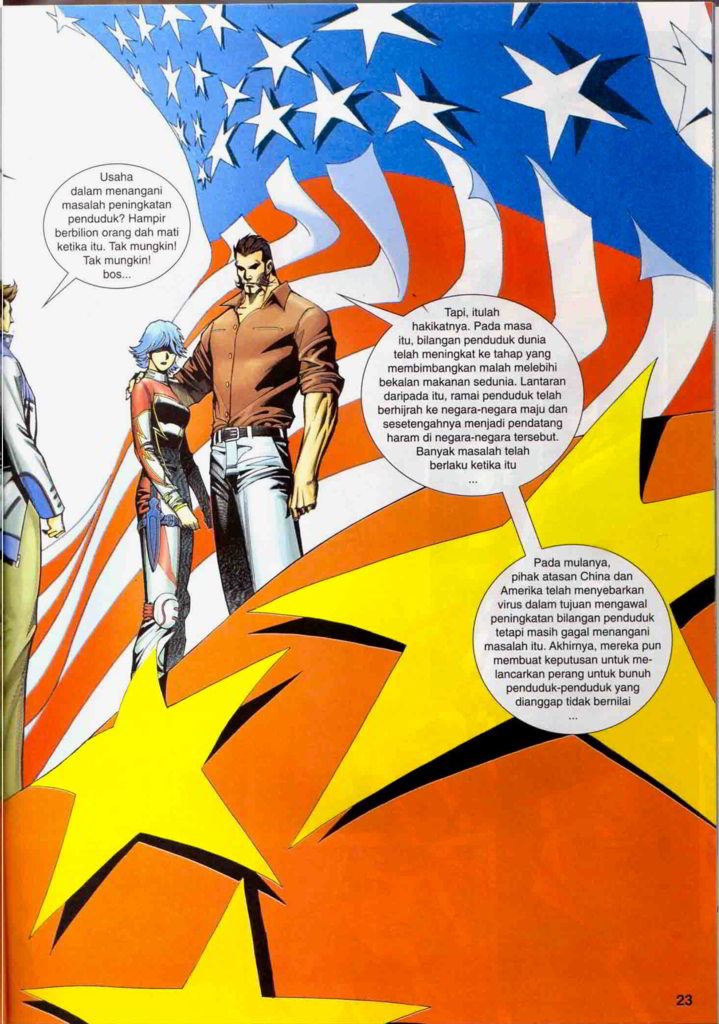 Usaha
dalam menangani
masalah peningkatan
penduduk? Hampir
berbilion orang dah mati
ketika itu. Tak mungkin!
Tak mungkin!
bos...
Tapi, itulah
hakikatnya. Pada masa
itu, bilangan penduduk dunia
telah meningkat ke tahap yang
membimbangkan malah melebihi
bekalan makanan sedunia. Lantaran
daripada itu, ramai penduduk telah
berhijrah ke negara-negara maju dan
sesetengahnya menjadi pendatang
haram di negara-negara tersebut.
Banyak masalah telah
berlaku ketika itu
...
Pada mulanya,
pihak atasan China dan
Amerika telah menyebarkan
virus dalam tujuan mengawal
peningkatan bilangan penduduk
tetapi masih gagal menangani
masalah itu. Akhirnya, mereka pun
membuat keputusan untuk me-
lancarkan perang untuk bunuh
penduduk-penduduk yang
dianggap tidak bernilai
...
23